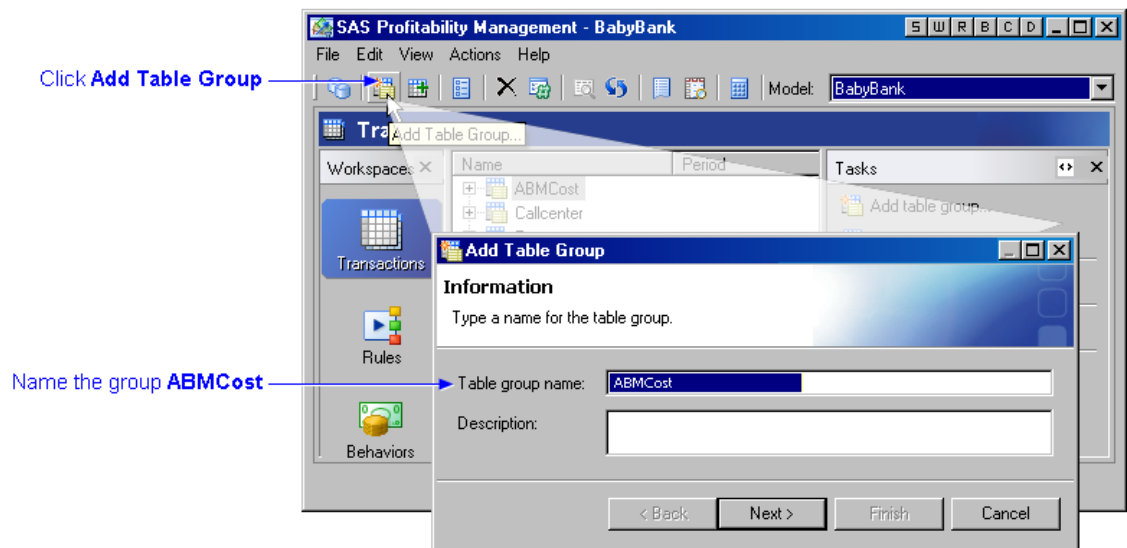 SAS Profitability Management - BabyBank
S W R B C D
File Edit View Actions Help
Click Add Table Group
Model: BabyBank
Tra
Add Table Group...
Workspaces
Name
Period
Tasks
ABMCost
Add table group...
Callcenter
Transactions
Add Table Group
Information
Type a name for the table group.
Rules
Name the group ABMCost
Table group name: ABMCost
Description:
Behaviors
< Back
Next >
Finish
Cancel